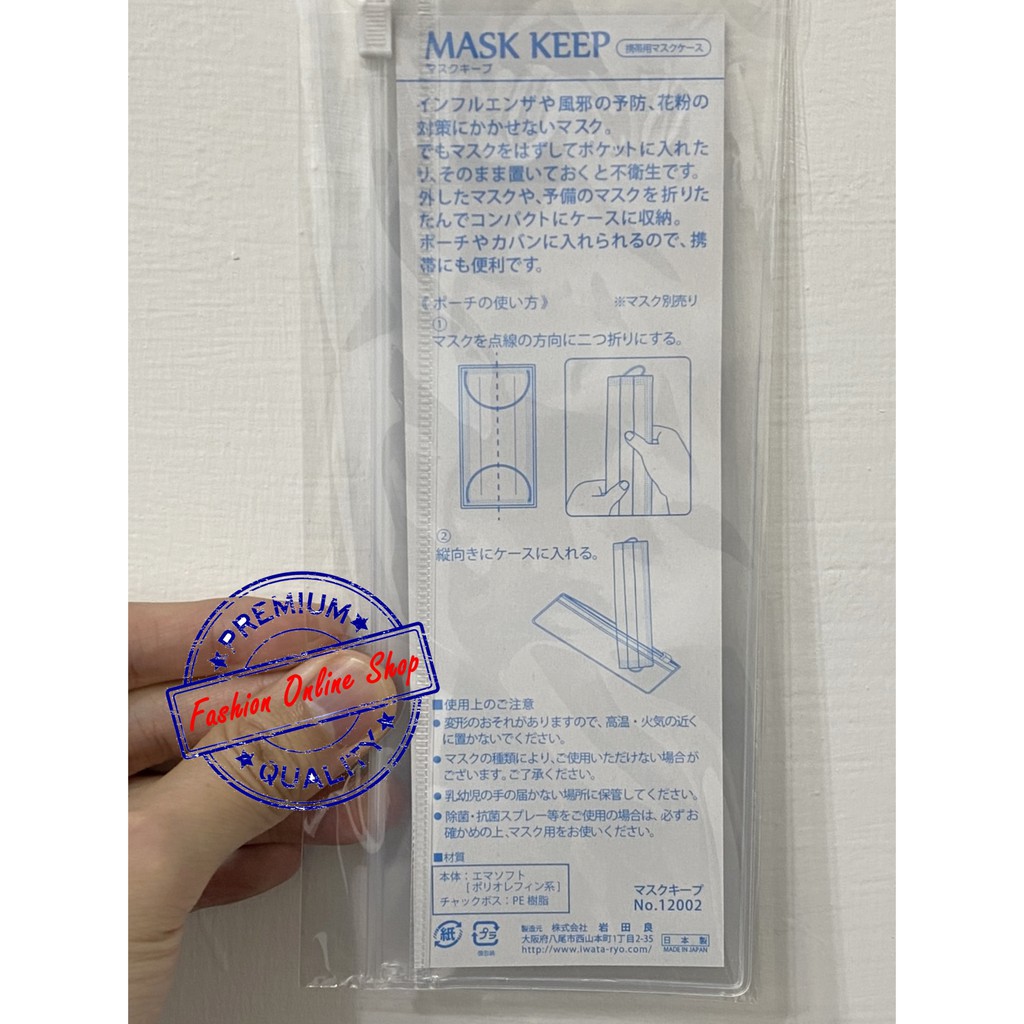 MASK KEEP 携帯用マスクケース
マスクキープ
インフルエンザや風邪の予防、花粉の
対策にかかせないマスク。
でもマスクをはずしてポケットに入れた
り、そのまま置いておくと不衛生です。
外したマスクや、予備のマスクを折りた
たんでコンパクトにケースに収納。
ポーチやカバンに入れられるので、携
帯にも便利です。
《ポーチの使い方》 ※マスク別売り
①
マスクを点線の方向に二つ折りにする。
②
縦向きにケースに入れる。
■使用上のご注意
● 変形のおそれがありますので、高温・火気の近く
に置かないでください。
● マスクの種類により、ご使用いただけない場合が
ございます。ご了承ください。
● 乳幼児の手の届かない場所に保管してください。
● 除菌・抗菌スプレー等をご使用の場合は、必ずお
確かめの上、マスク用をお使いください。
■材質
本体：エマソフト
[ポリオレフィン系]
チャックボス：PE樹脂
マスクキープ
No.12002
紙 プラ
製造元 株式会社 岩田良
大阪府八尾市西山本町1丁目2-35
http://www.iwata-ryo.com/
日本製
MADE IN JAPAN
PREMIUM
Fashion Online Shop
QUALITY